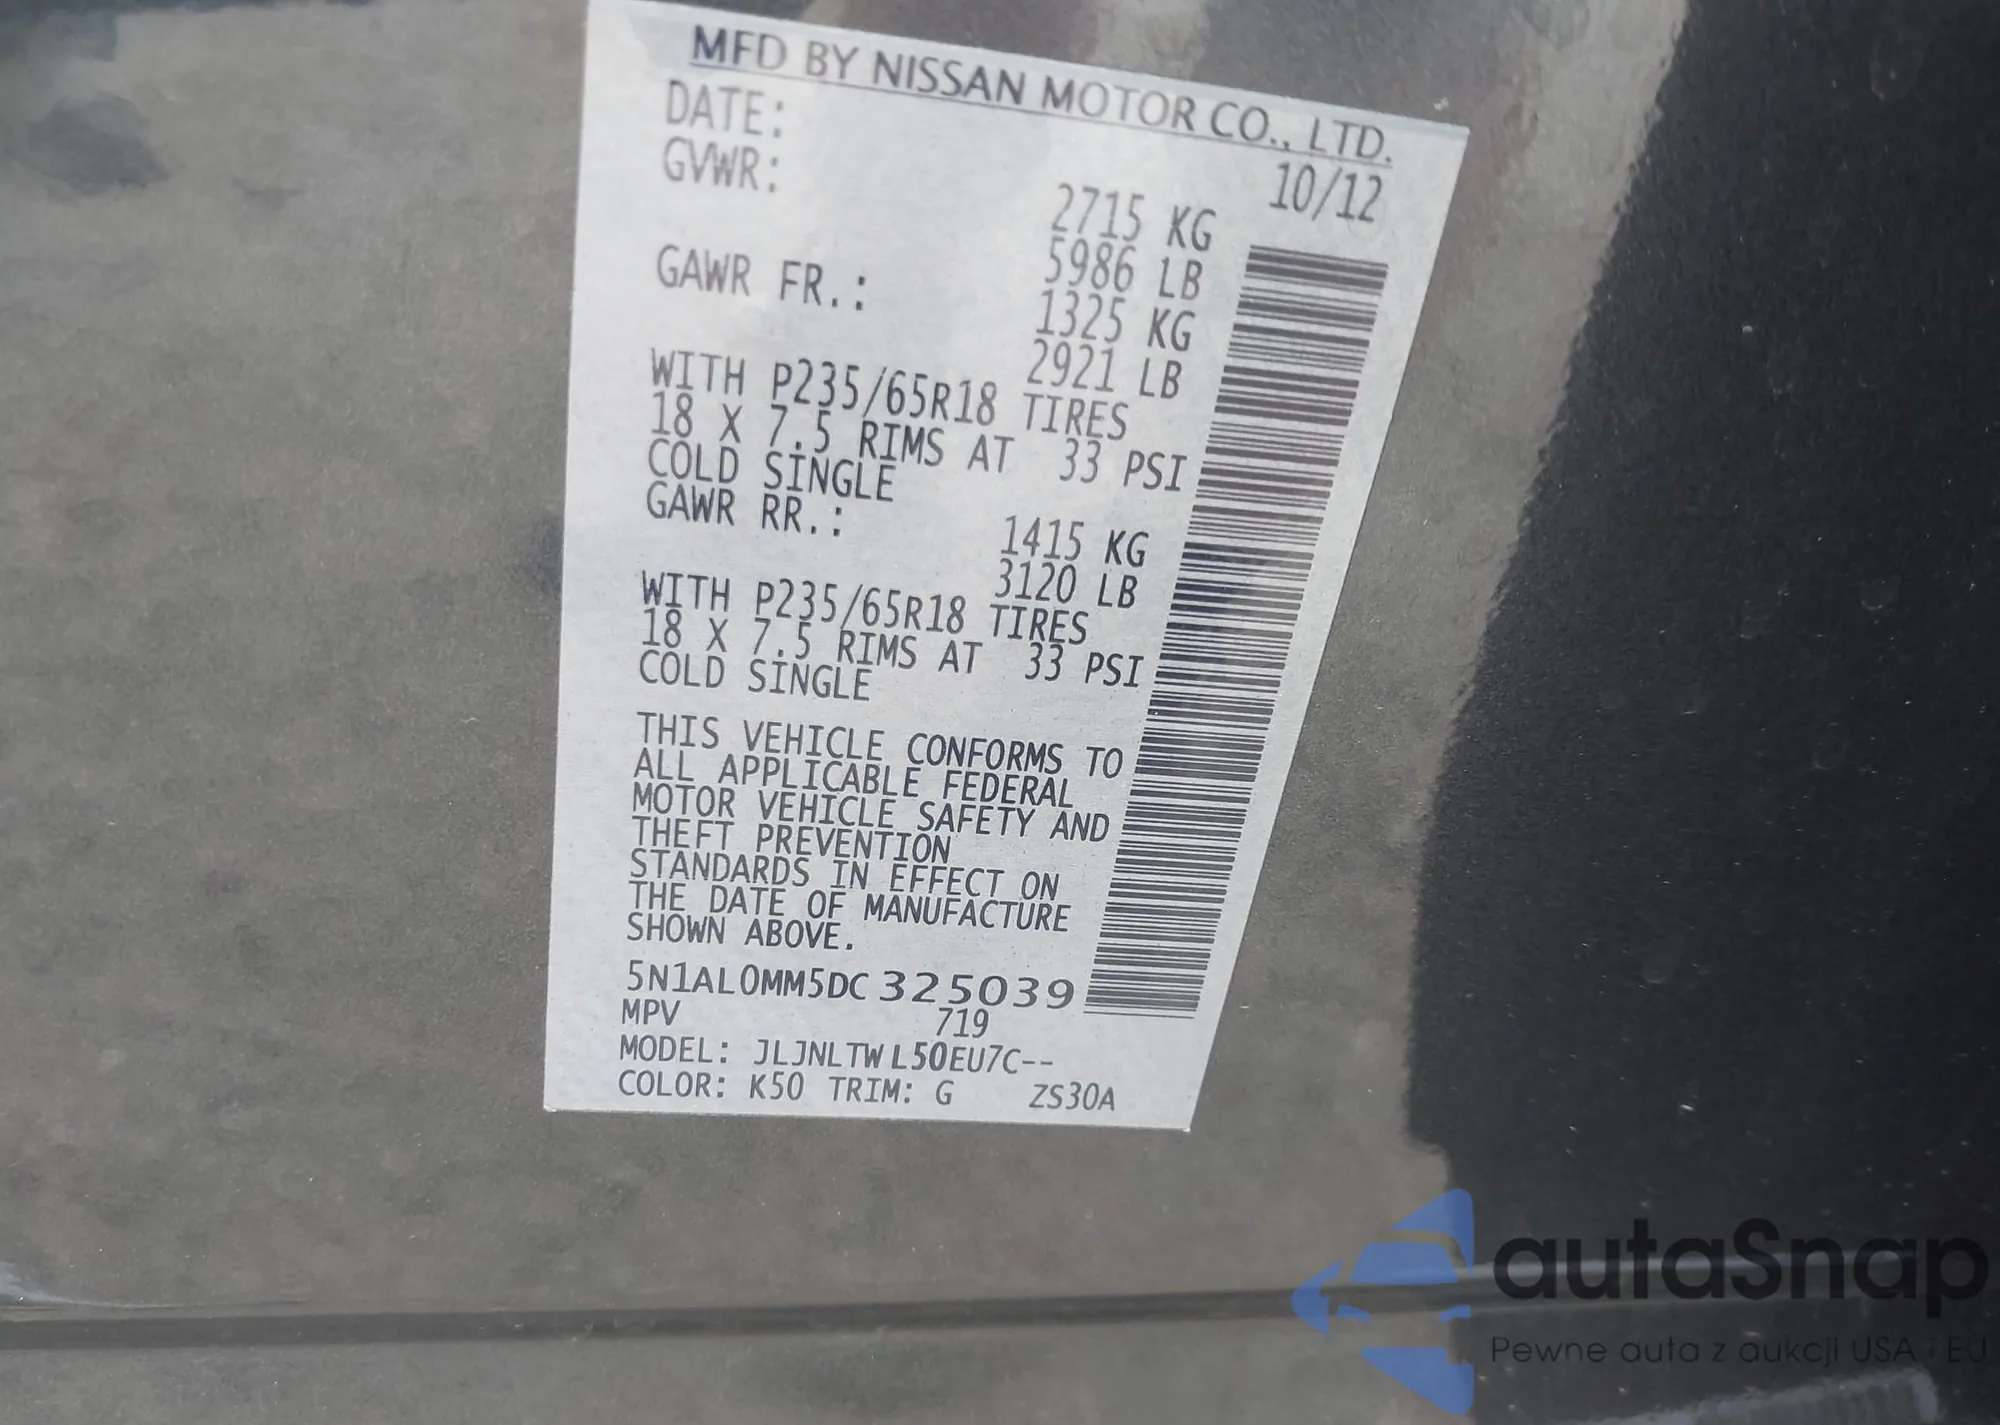 MFD BY NISSAN MOTOR CO., LTD.
DATE: 10/12
GVWR: 2715 KG
5986 LB
GAWR FR.: 1325 KG
2921 LB
WITH P235/65R18 TIRES
18 X 7.5 RIMS AT 33 PSI
COLD SINGLE
GAWR RR.: 1415 KG
3120 LB
WITH P235/65R18 TIRES
18 X 7.5 RIMS AT 33 PSI
COLD SINGLE
THIS VEHICLE CONFORMS TO
ALL APPLICABLE FEDERAL
MOTOR VEHICLE SAFETY AND
THEFT PREVENTION
STANDARDS IN EFFECT ON
THE DATE OF MANUFACTURE
SHOWN ABOVE.
5N1AL0MM5DC 325039
MPV 719
MODEL: JLJNLTW L50EU7C--
COLOR: K50 TRIM: G ZS30A
autaSnap
Pewne auta z aukcji USA i EU